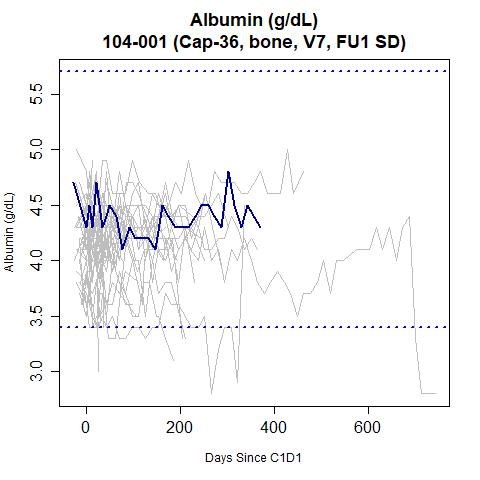 Albumin (g/dL)
104-001 (Cap-36, bone, V7, FU1 SD)
Albumin (g/dL)
5.5
5.0
4.5
4.0
3.5
3.0
0 200 400 600
Days Since C1D1